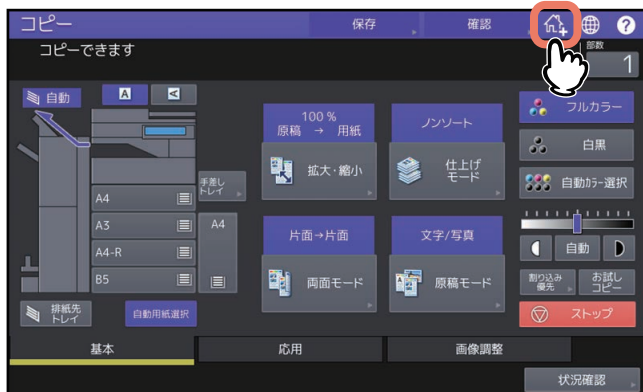 コピー
保存
確認
?
コピーできます
部数
1
自動
A
A
100 %
原稿 → 用紙
ノンソート
フルカラー
拡大・縮小
仕上げ
モード
白黒
手差し
トレイ
自動ｶﾗｰ選択
A4
A3
A4-R
B5
A4
片面→片面
文字/写真
自動
両面モード
原稿モード
割り込み
優先
お試し
コピー
排紙先
トレイ
自動用紙選択
ストップ
基本
応用
画像調整
状況確認